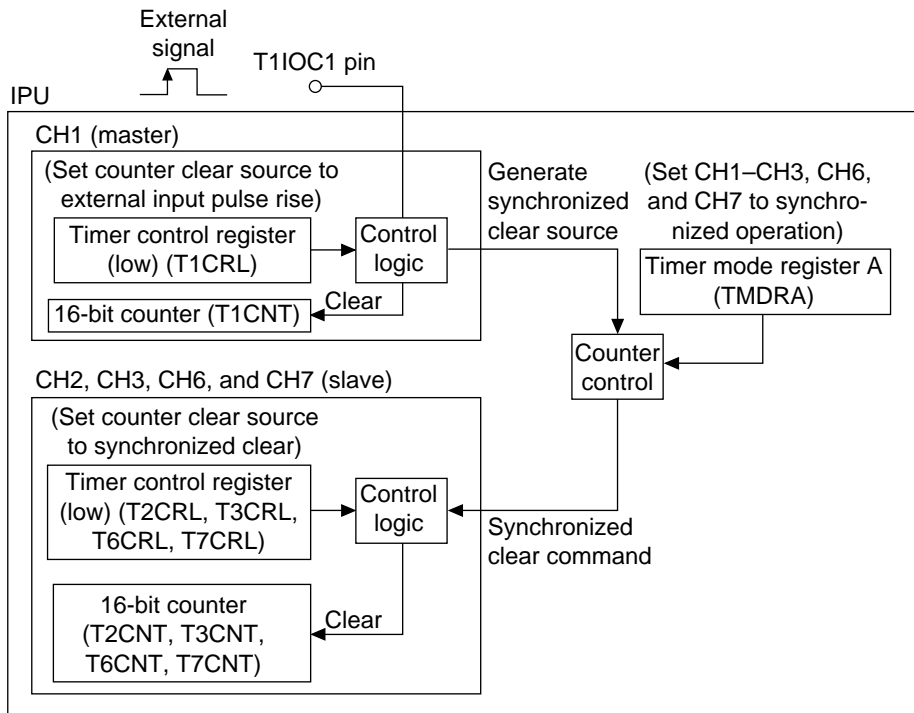 External
signal
T1IOC1 pin
IPU
CH1 (master)
(Set counter clear source to
external input pulse rise)
Timer control register
(low) (T1CRL)
Control
logic
Clear
16-bit counter (T1CNT)
Generate
synchronized
clear source
(Set CH1–CH3, CH6,
and CH7 to synchro-
nized operation)
Timer mode register A
(TMDRA)
Counter
control
CH2, CH3, CH6, and CH7 (slave)
(Set counter clear source
to synchronized clear)
Timer control register
(low) (T2CRL, T3CRL,
T6CRL, T7CRL)
Control
logic
Synchronized
clear command
Clear
16-bit counter
(T2CNT, T3CNT,
T6CNT, T7CNT)